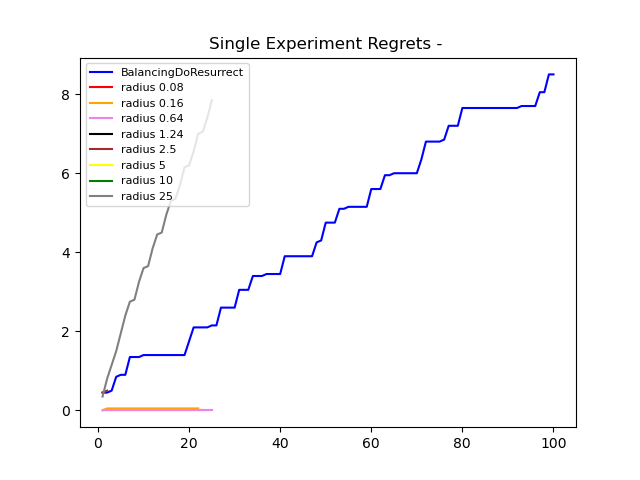 Single Experiment Regrets -
BalancingDoResurrect
radius 0.08
radius 0.16
radius 0.64
radius 1.24
radius 2.5
radius 5
radius 10
radius 25
8
6
4
2
0
0 20 40 60 80 100